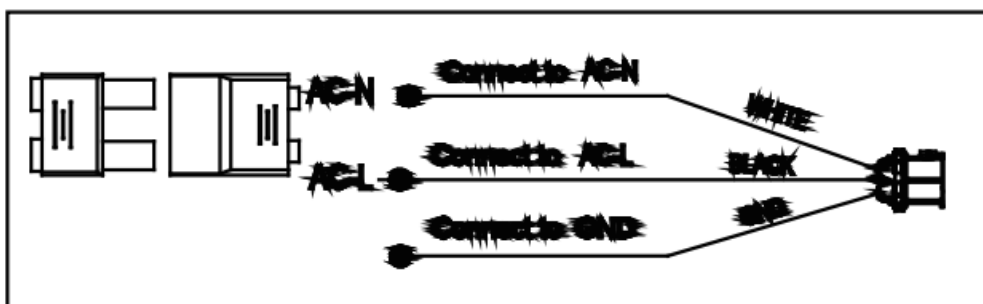 Connect to AC-N
AC-N
WHITE
Connect to AC-L
BLACK
AC-L
GND
Connect to GND